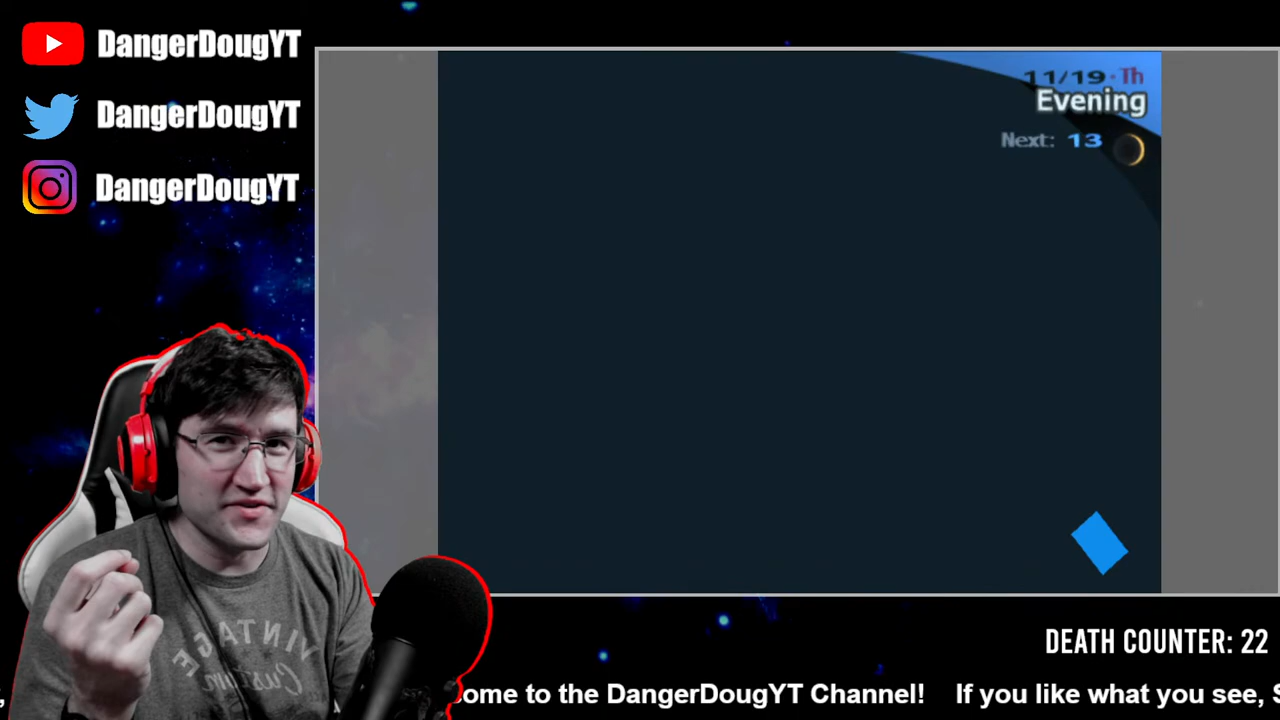 DangerDougYT
DangerDougYT
DangerDougYT
11/19 · Th
Evening
Next: 13
VINTAGE
Custom
DEATH COUNTER: 22
ome to the DangerDougYT Channel! If you like what you see, S